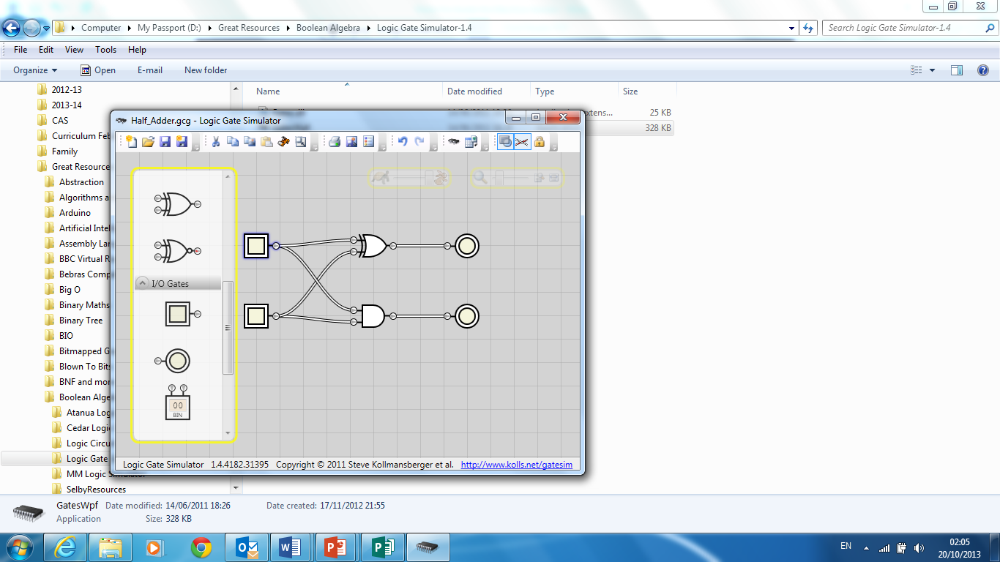 Computer My Passport (D:) Great Resources Boolean Algebra Logic Gate Simulator-1.4
Search Logic Gate Simulator-1.4
File Edit View Tools Help
Organize Open E-mail New folder
2012-13
2013-14
CAS
Curriculum Feb
Family
Great Resource
Abstraction
Algorithms a
Arduino
Artificial Intel
Assembly Lan
BBC Virtual R
Bebras Comp
Big O
Binary Maths
Binary Tree
BIO
Bitmapped G
Blown To Bits
BNF and mor
Boolean Alge
Atanua Log
Cedar Logi
Logic Circu
Logic Gate
MM Logic Simulator
SelbyResources
Name Date modified Type Size
extens... 25 KB
328 KB
Half_Adder.gcg - Logic Gate Simulator
I/O Gates
00
BIN
Logic Gate Simulator 1.4.4182.31395 Copyright © 2011 Steve Kollmansberger et al. http://www.kolls.net/gatesim
GatesWpf Date modified: 14/06/2011 18:26 Date created: 17/11/2012 21:55
Application Size: 328 KB
EN
02:05
20/10/2013